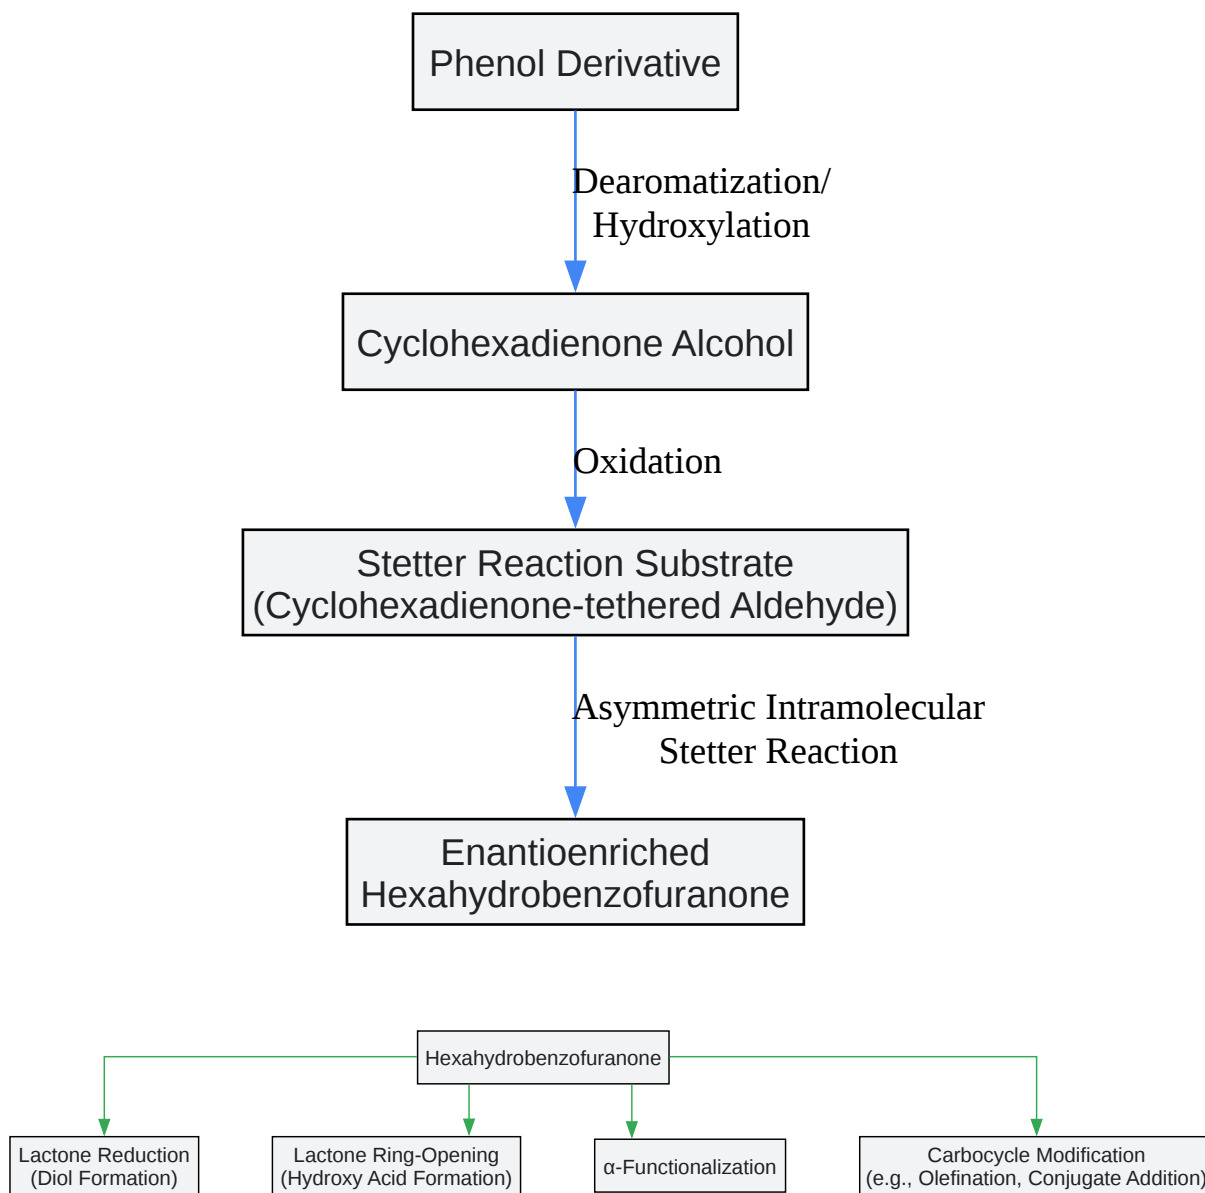 Phenol Derivative
Dearomatization/
Hydroxylation
Cyclohexadienone Alcohol
Oxidation
Stetter Reaction Substrate
(Cyclohexadienone-tethered Aldehyde)
Asymmetric Intramolecular
Stetter Reaction
Enantioenriched
Hexahydrobenzofuranone
Hexahydrobenzofuranone
Lactone Reduction
(Diol Formation)
Lactone Ring-Opening
(Hydroxy Acid Formation)
α-Functionalization
Carbocycle Modification
(e.g., Olefination, Conjugate Addition)